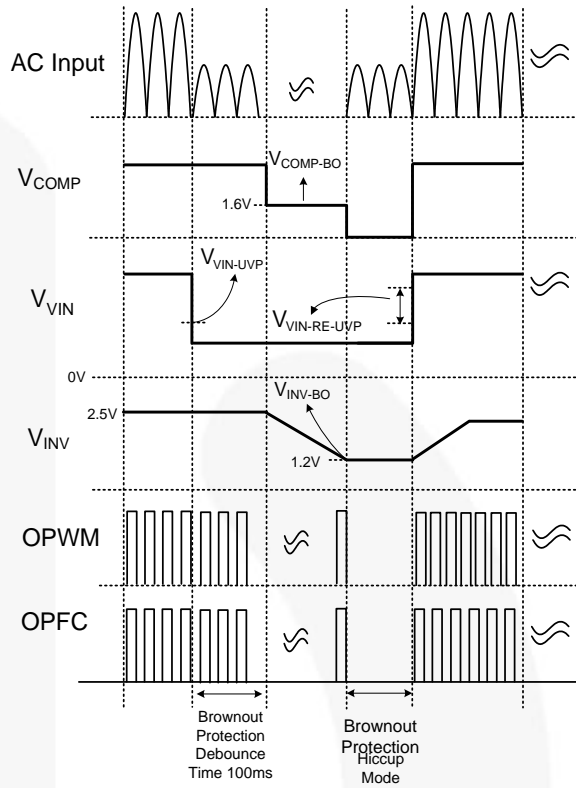 AC Input
VCOMP
VCOMP-BO
1.6V
VVIN
VVIN-UVP
VVIN-RE-UVP
0V
2.5V
VINV
VINV-BO
1.2V
OPWM
OPFC
Brownout
Protection
Debounce
Time 100ms
Brownout
Protection
Hiccup
Mode